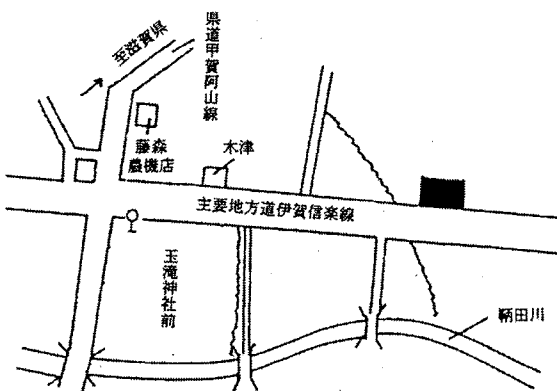 至滋賀県
県道甲賀阿山線
藤森
農機店
木津
主要地方道伊賀信楽線
玉滝神社前
鞆田川